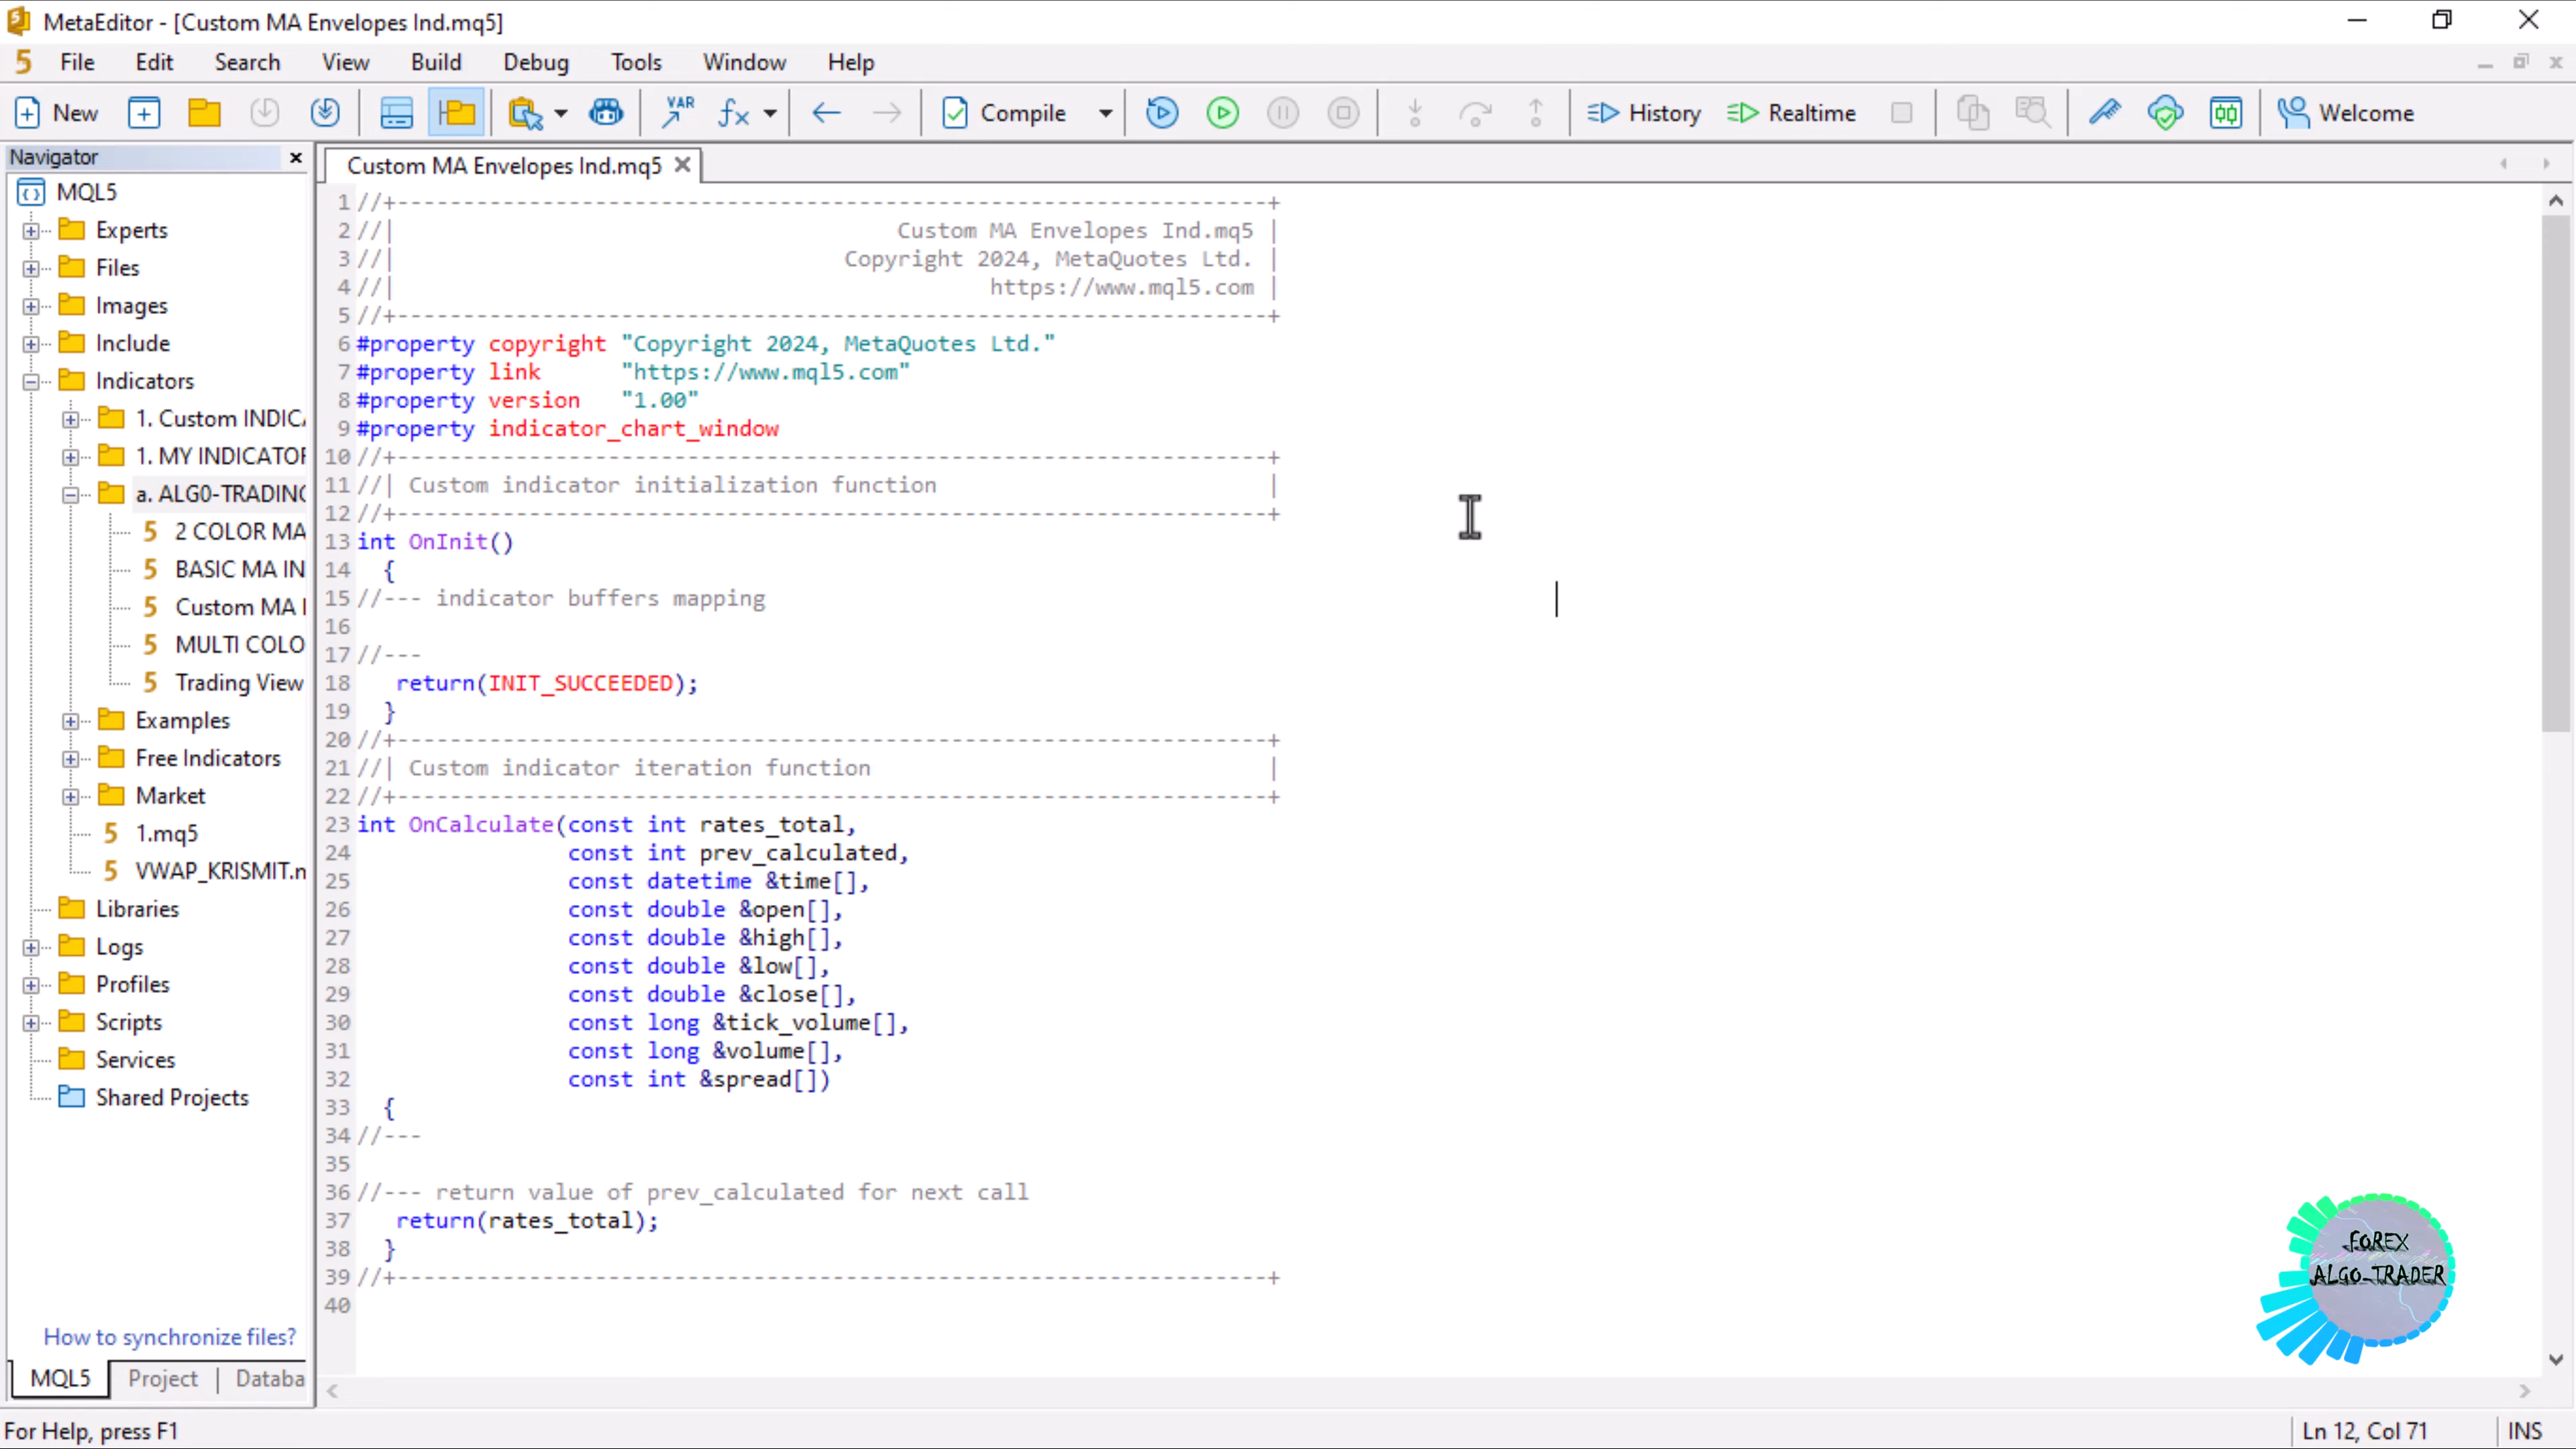 MetaEditor - [Custom MA Envelopes Ind.mq5]
5 File Edit Search View Build Debug Tools Window Help
New VAR fx Compile History Realtime Welcome
Navigator
MQL5
Experts
Files
Images
Include
Indicators
1. Custom INDIC
1. MY INDICATOR
a. ALG0-TRADING
5 2 COLOR MA
5 BASIC MA IN
5 Custom MA
5 MULTI COLO
5 Trading View
Examples
Free Indicators
Market
5 1.mq5
5 VWAP_KRISMIT.m
Libraries
Logs
Profiles
Scripts
Services
Shared Projects
How to synchronize files?
MQL5 Project Databa
Custom MA Envelopes Ind.mq5
1 //+------------------------------------------------------------------+
2 //| Custom MA Envelopes Ind.mq5 |
3 //| Copyright 2024, MetaQuotes Ltd. |
4 //| https://www.mql5.com |
5 //+------------------------------------------------------------------+
6 #property copyright "Copyright 2024, MetaQuotes Ltd."
7 #property link "https://www.mql5.com"
8 #property version "1.00"
9 #property indicator_chart_window
10 //+------------------------------------------------------------------+
11 //| Custom indicator initialization function |
12 //+------------------------------------------------------------------+
13 int OnInit()
14 {
15 //--- indicator buffers mapping
16
17 //---
18 return(INIT_SUCCEEDED);
19 }
20 //+------------------------------------------------------------------+
21 //| Custom indicator iteration function |
22 //+------------------------------------------------------------------+
23 int OnCalculate(const int rates_total,
24 const int prev_calculated,
25 const datetime &time[],
26 const double &open[],
27 const double &high[],
28 const double &low[],
29 const double &close[],
30 const long &tick_volume[],
31 const long &volume[],
32 const int &spread[])
33 {
34 //---
35
36 //--- return value of prev_calculated for next call
37 return(rates_total);
38 }
39 //+------------------------------------------------------------------+
40
FOREX
ALGO-TRADER
For Help, press F1
Ln 12, Col 71 INS